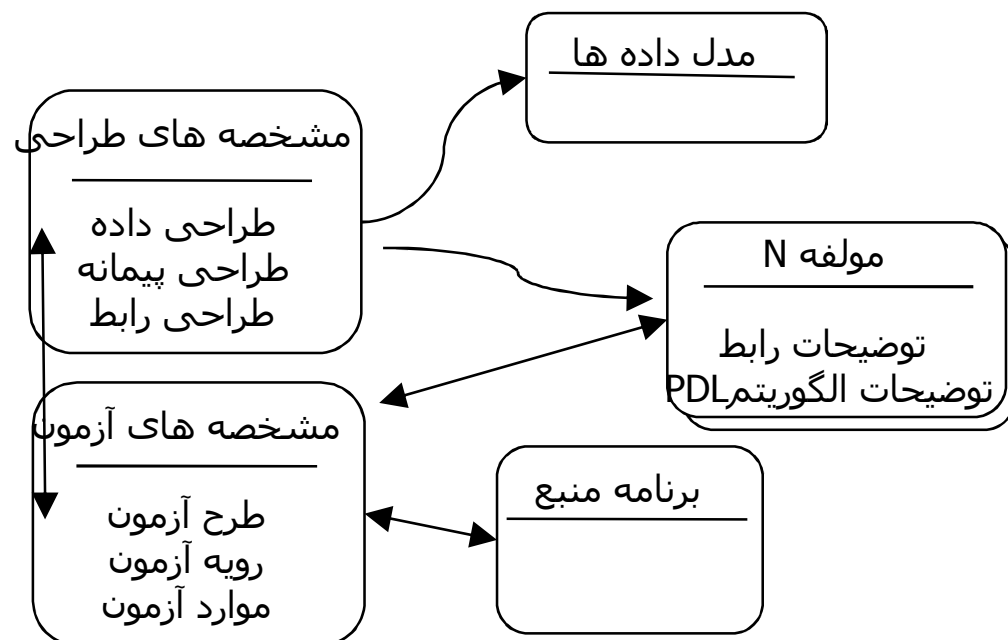 مدل داده ها
مشخصه های طراحی
طراحی داده
طراحی پیمانه
طراحی رابط
مولفه N
توضیحات رابط
توضیحات الگوریتمPDL
مشخصه های آزمون
طرح آزمون
رویه آزمون
موارد آزمون
برنامه منبع